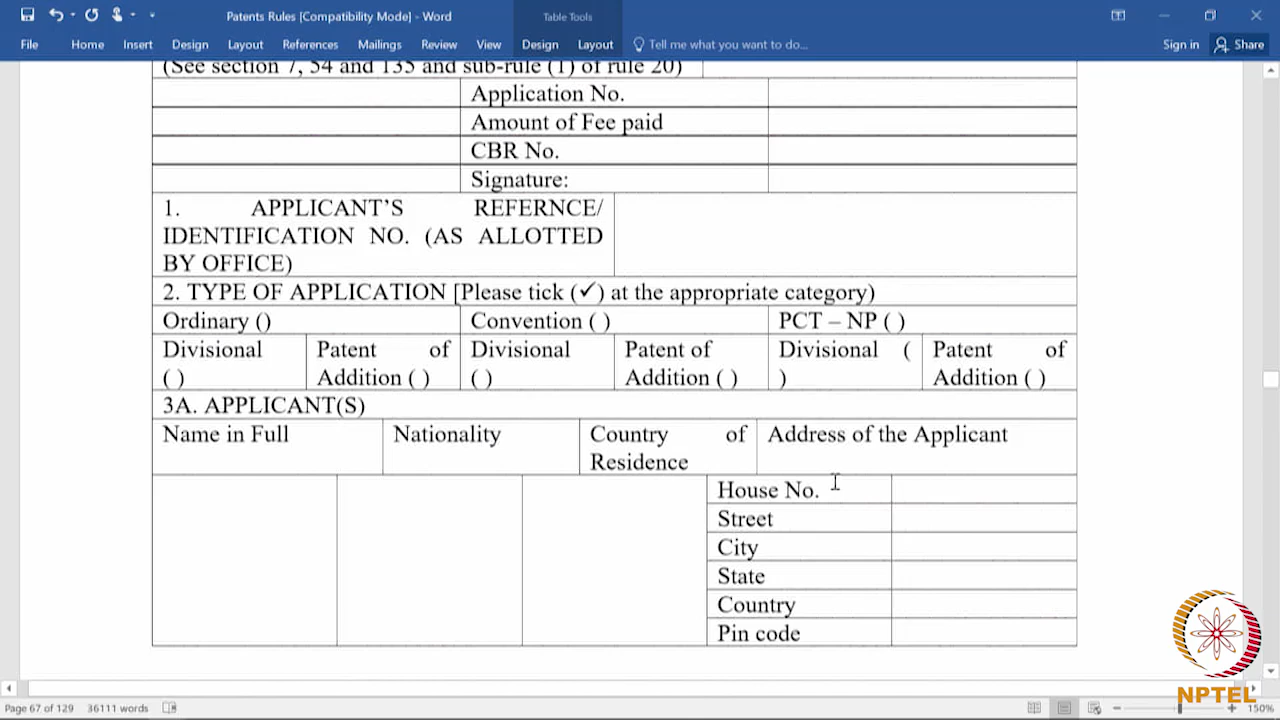 Patents Rules [Compatibility Mode] - Word
Table Tools
File Home Insert Design Layout References Mailings Review View Design Layout Tell me what you want to do... Sign in Share
(See section 7, 54 and 135 and sub-rule (1) of rule 20)
Application No.
Amount of Fee paid
CBR No.
Signature:
1. APPLICANT’S REFERNCE/
IDENTIFICATION NO. (AS ALLOTTED
BY OFFICE)
2. TYPE OF APPLICATION [Please tick (✓) at the appropriate category)
Ordinary () Convention ( ) PCT – NP ( )
Divisional Patent of Divisional Patent of Divisional ( Patent of
( ) Addition ( ) ( ) Addition ( ) ) Addition ( )
3A. APPLICANT(S)
Name in Full Nationality Country of Address of the Applicant
Residence
House No.
Street
City
State
Country
Pin code
NPTEL
Page 67 of 129 36111 words 150%